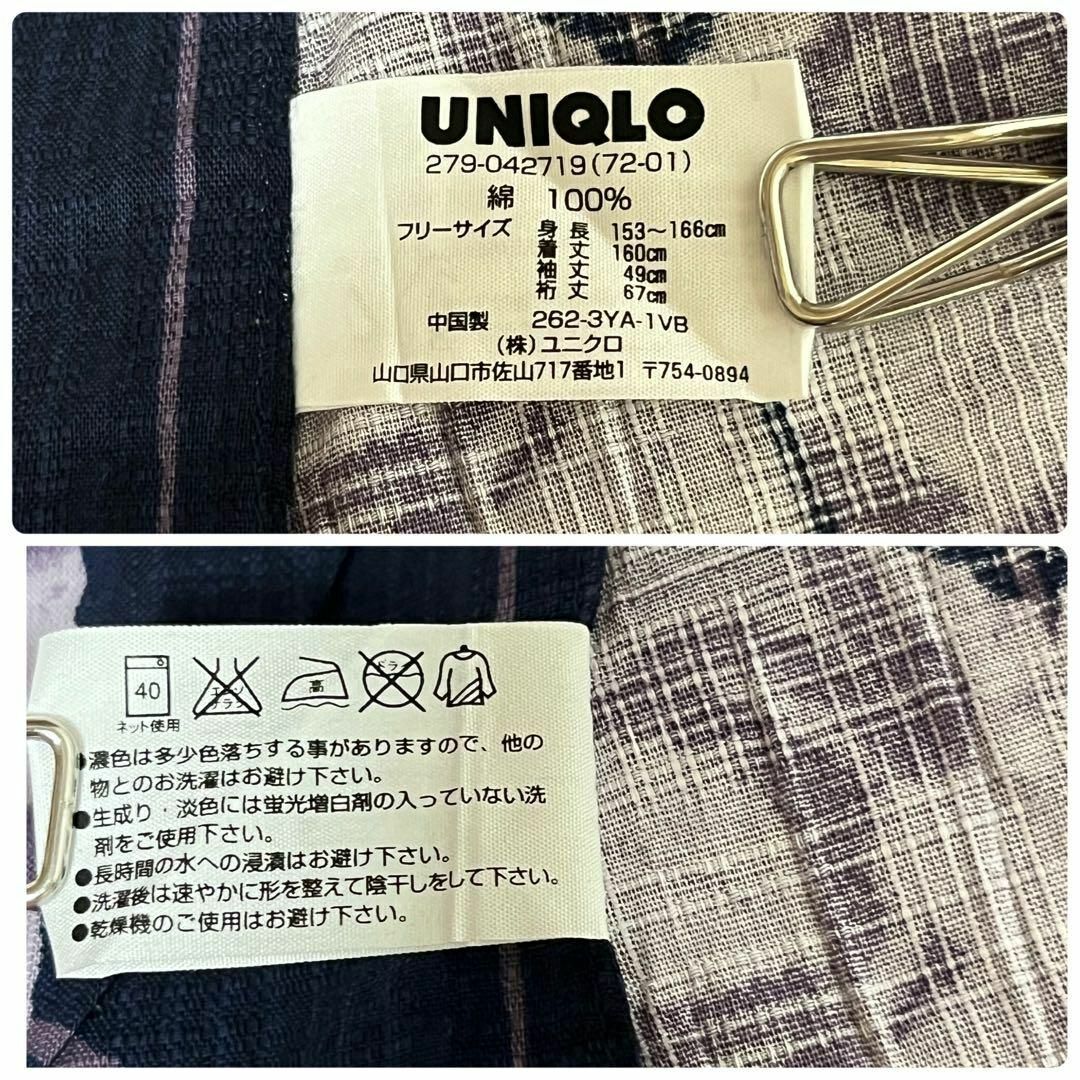 UNIQLO
279-042719(72-01)
綿 100%
フリーサイズ 身長 153～166㎝
着丈 160㎝
袖丈 49㎝
裄丈 67㎝
中国製 262-3YA-1VB
(株)ユニクロ
山口県山口市佐山717番地1 〒754-0894
40
エンソ
サラシ
高
ドライ
ネット使用
●濃色は多少色落ちする事がありますので、他の
物とのお洗濯はお避け下さい。
●生成り・淡色には蛍光増白剤の入っていない洗
剤をご使用下さい。
●長時間の水への浸漬はお避け下さい。
●洗濯後は速やかに形を整えて陰干しをして下さい。
●乾燥機のご使用はお避け下さい。